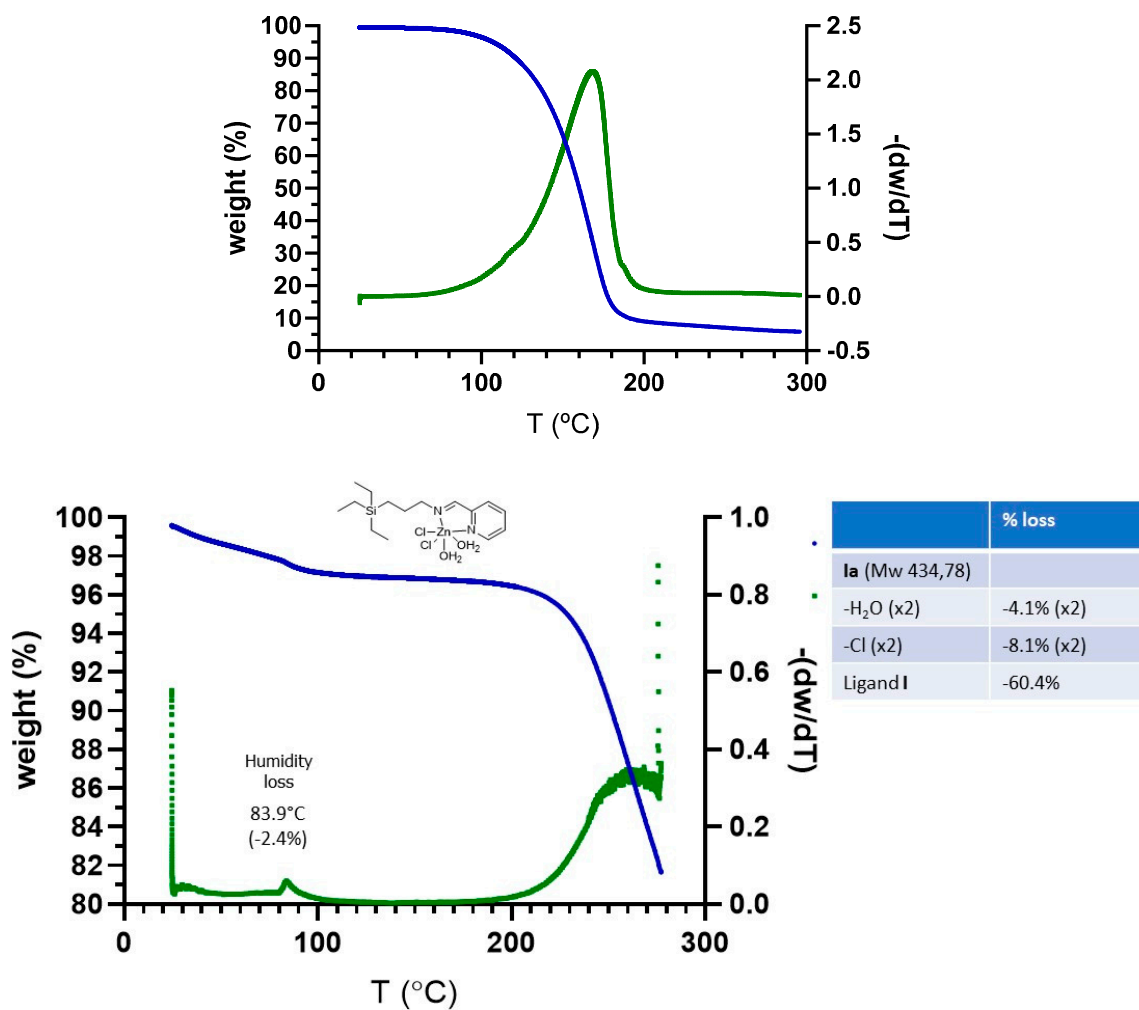 100
90
80
70
60
50
40
30
20
10
0
weight (%)
2.5
2.0
1.5
1.0
0.5
0.0
-0.5
-(dw/dT)
0 100 200 300
T (ºC)
100
98
96
94
92
90
88
86
84
82
80
weight (%)
Si
N
N
Cl
Zn
Cl
OH2
OH2
Humidity
loss
83.9°C
(-2.4%)
1.0
0.8
0.6
0.4
0.2
0.0
-(dw/dT)
0 100 200 300
T (°C)
% loss
Ia (Mw 434,78)
-H₂O (x2) -4.1% (x2)
-Cl (x2) -8.1% (x2)
Ligand I -60.4%